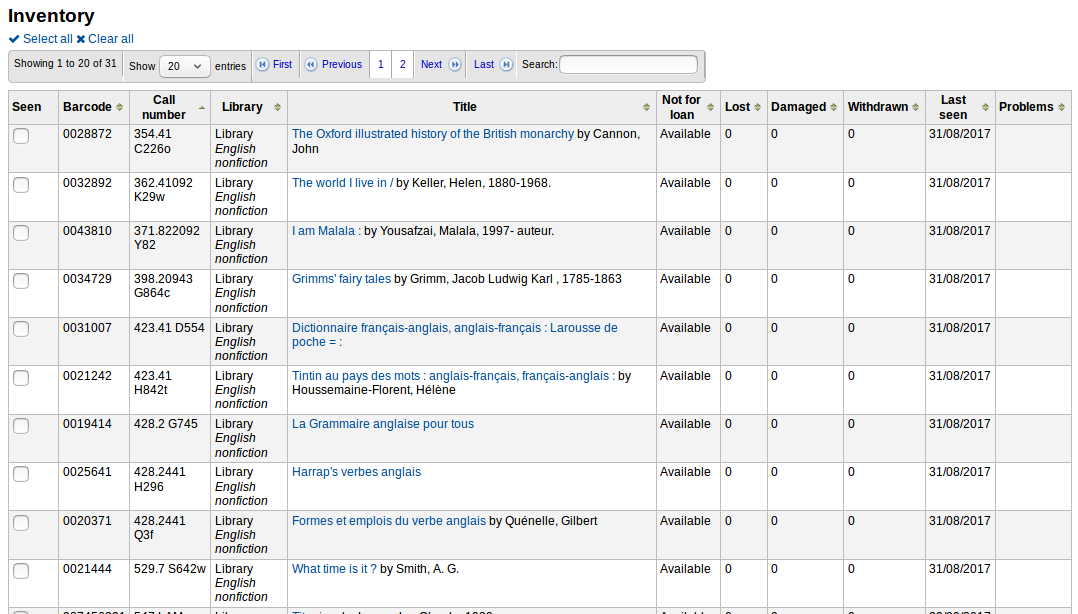 Inventory
Select all Clear all
Showing 1 to 20 of 31 Show 20 entries First Previous 1 2 Next Last Search:
Seen Barcode Call number Library Title Not for loan Lost Damaged Withdrawn Last seen Problems
0028872 354.41 C226o Library English nonfiction The Oxford illustrated history of the British monarchy by Cannon, John Available 0 0 0 31/08/2017
0032892 362.41092 K29w Library English nonfiction The world I live in / by Keller, Helen, 1880-1968. Available 0 0 0 31/08/2017
0043810 371.822092 Y82 Library English nonfiction I am Malala : by Yousafzai, Malala, 1997- auteur. Available 0 0 0 31/08/2017
0034729 398.20943 G864c Library English nonfiction Grimms' fairy tales by Grimm, Jacob Ludwig Karl , 1785-1863 Available 0 0 0 31/08/2017
0031007 423.41 D554 Library English nonfiction Dictionnaire français-anglais, anglais-français : Larousse de poche = : Available 0 0 0 31/08/2017
0021242 423.41 H842t Library English nonfiction Tintin au pays des mots : anglais-français, français-anglais : by Houssemaine-Florent, Hélène Available 0 0 0 31/08/2017
0019414 428.2 G745 Library English nonfiction La Grammaire anglaise pour tous Available 0 0 0 31/08/2017
0025641 428.2441 H296 Library English nonfiction Harrap's verbes anglais Available 0 0 0 31/08/2017
0020371 428.2441 Q3f Library English nonfiction Formes et emplois du verbe anglais by Quénelle, Gilbert Available 0 0 0 31/08/2017
0021444 529.7 S642w Library English nonfiction What time is it ? by Smith, A. G. Available 0 0 0 31/08/2017